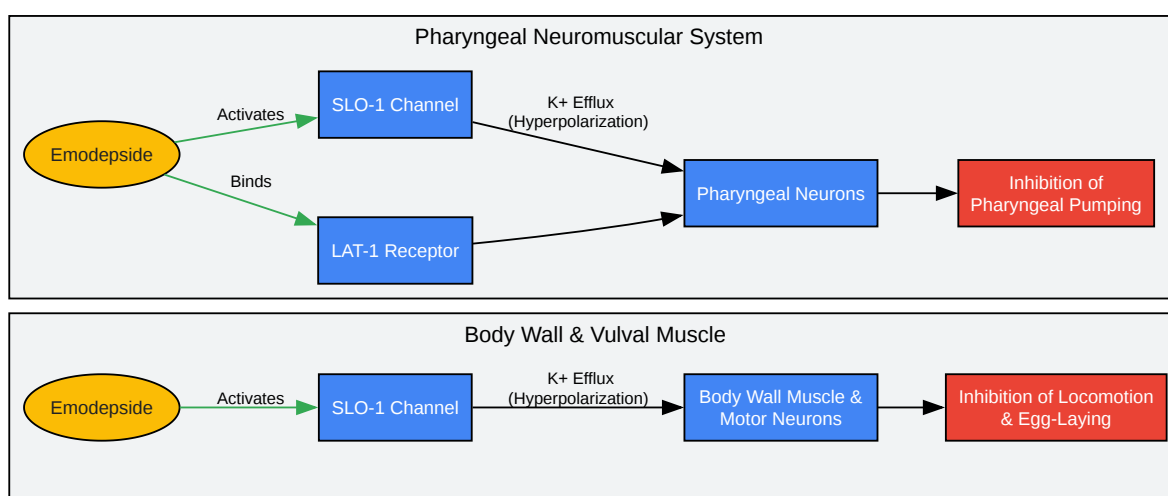 Pharyngeal Neuromuscular System
Emodepside
Activates
Binds
SLO-1 Channel
LAT-1 Receptor
K+ Efflux
(Hyperpolarization)
Pharyngeal Neurons
Inhibition of
Pharyngeal Pumping
Body Wall & Vulval Muscle
Emodepside
Activates
SLO-1 Channel
K+ Efflux
(Hyperpolarization)
Body Wall Muscle &
Motor Neurons
Inhibition of Locomotion
& Egg-Laying